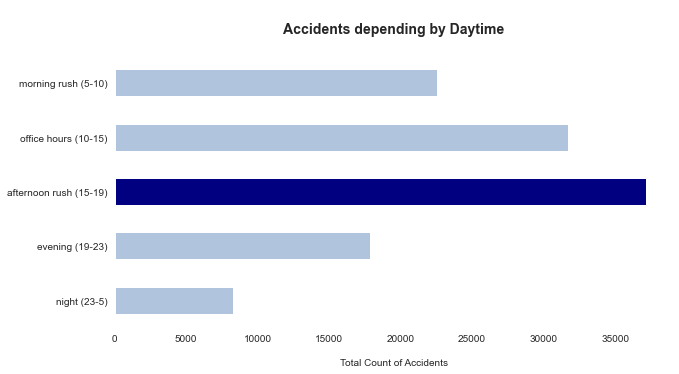 Accidents depending by Daytime
morning rush (5-10)
office hours (10-15)
afternoon rush (15-19)
evening (19-23)
night (23-5)
0 5000 10000 15000 20000 25000 30000 35000
Total Count of Accidents